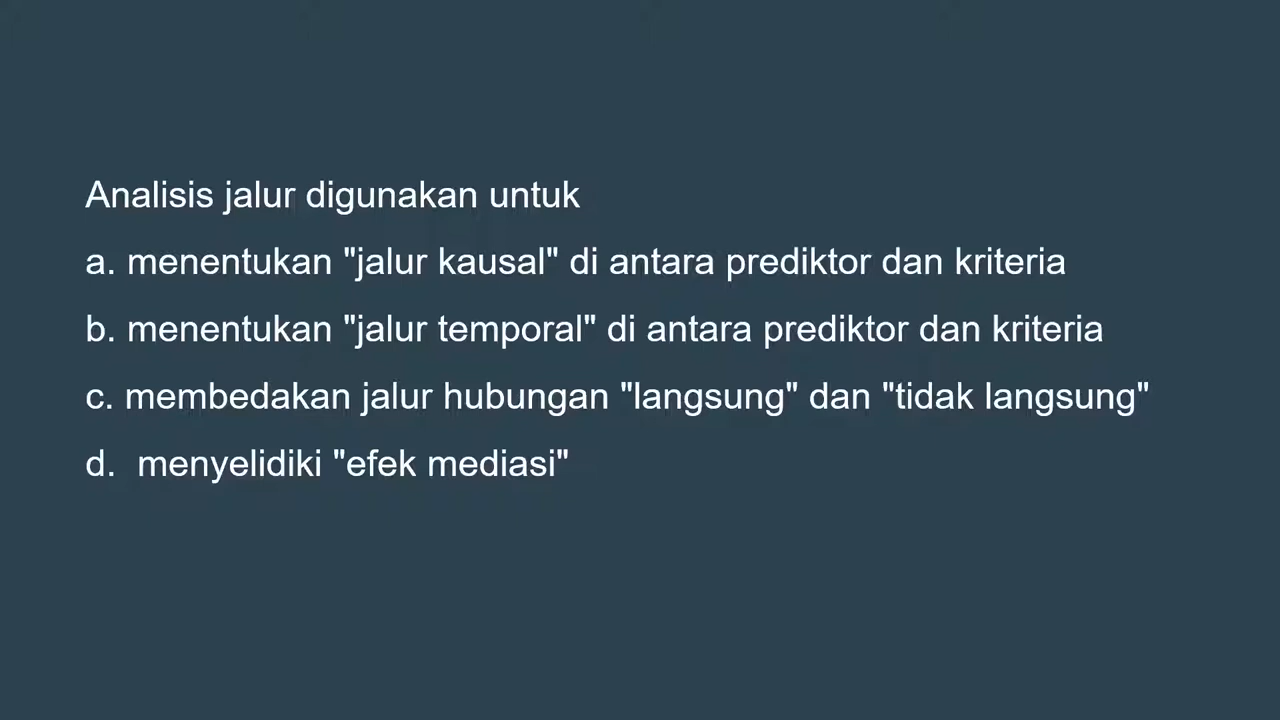 Analisis jalur digunakan untuk
a. menentukan "jalur kausal" di antara prediktor dan kriteria
b. menentukan "jalur temporal" di antara prediktor dan kriteria
c. membedakan jalur hubungan "langsung" dan "tidak langsung"
d. menyelidiki "efek mediasi"